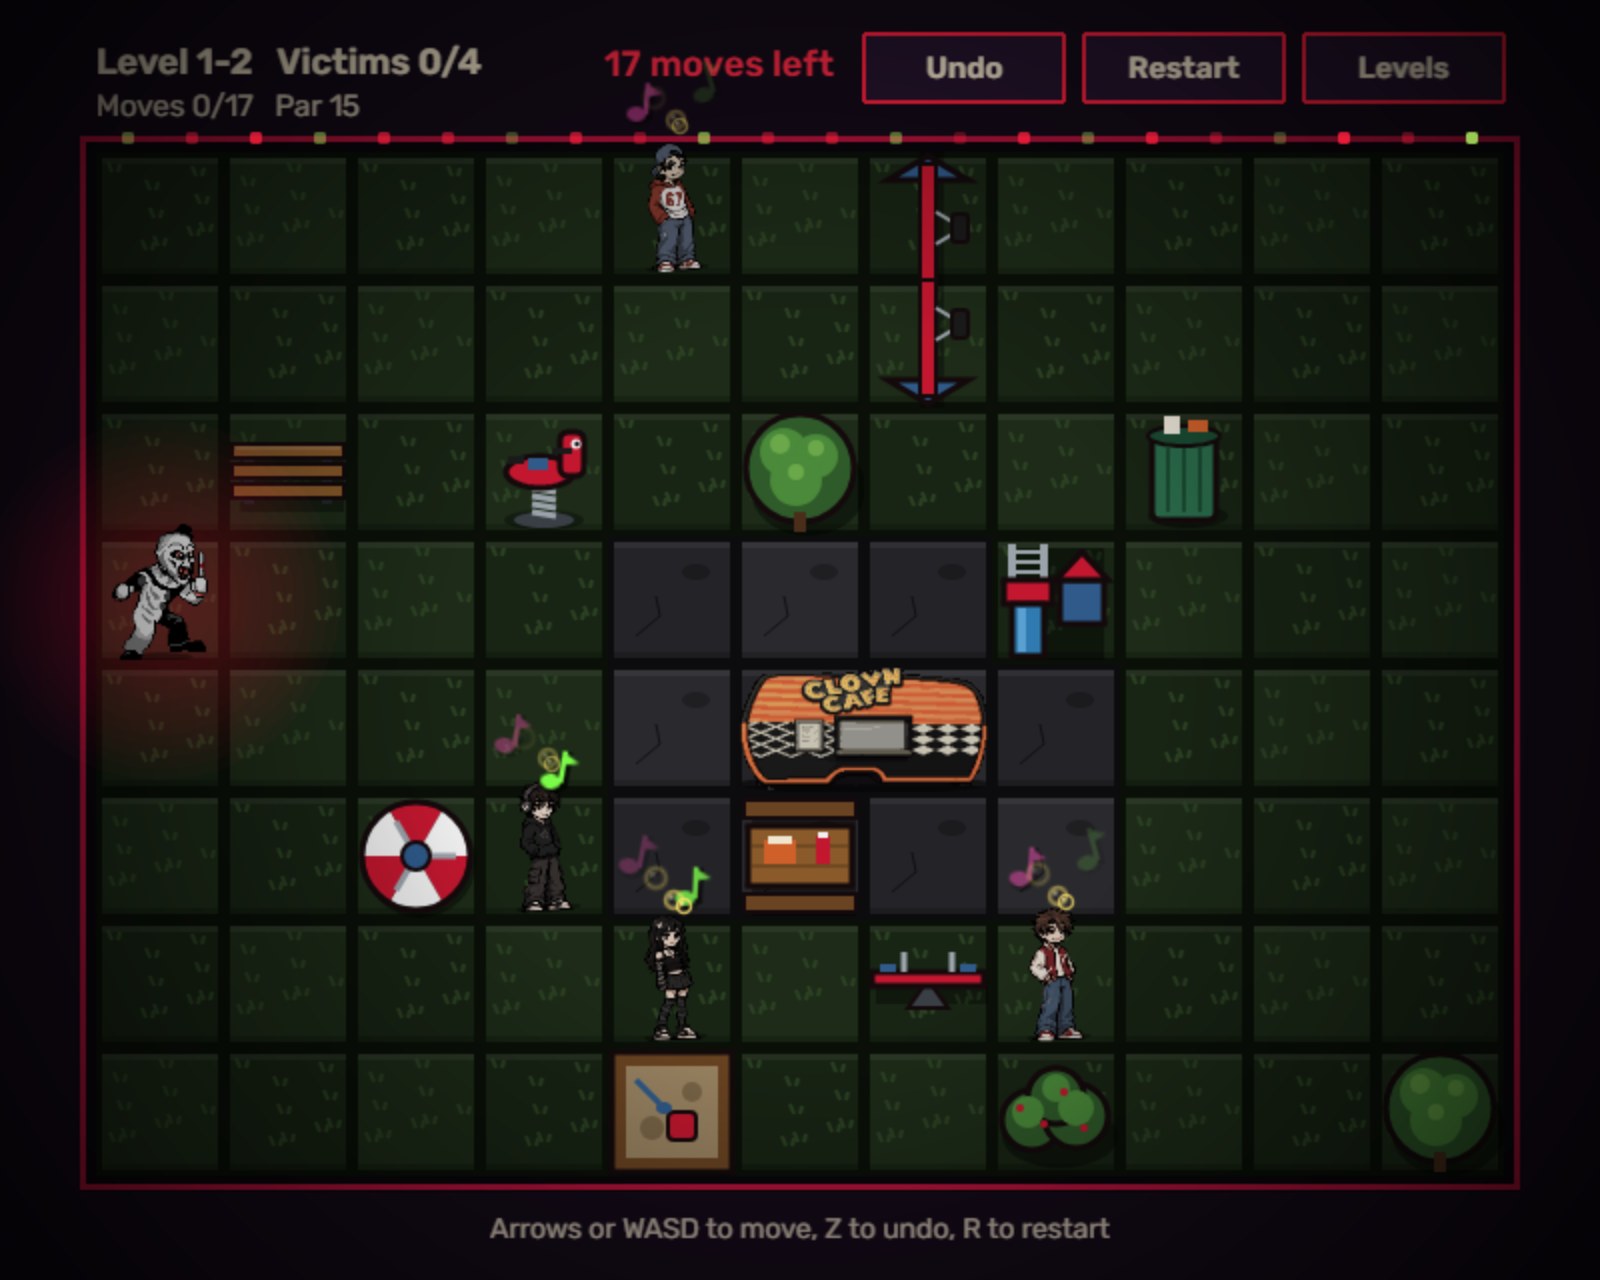 Level 1-2 Victims 0/4
17 moves left
Undo
Restart
Levels
Moves 0/17 Par 15
67
CLOWN
CAFE
Arrows or WASD to move, Z to undo, R to restart